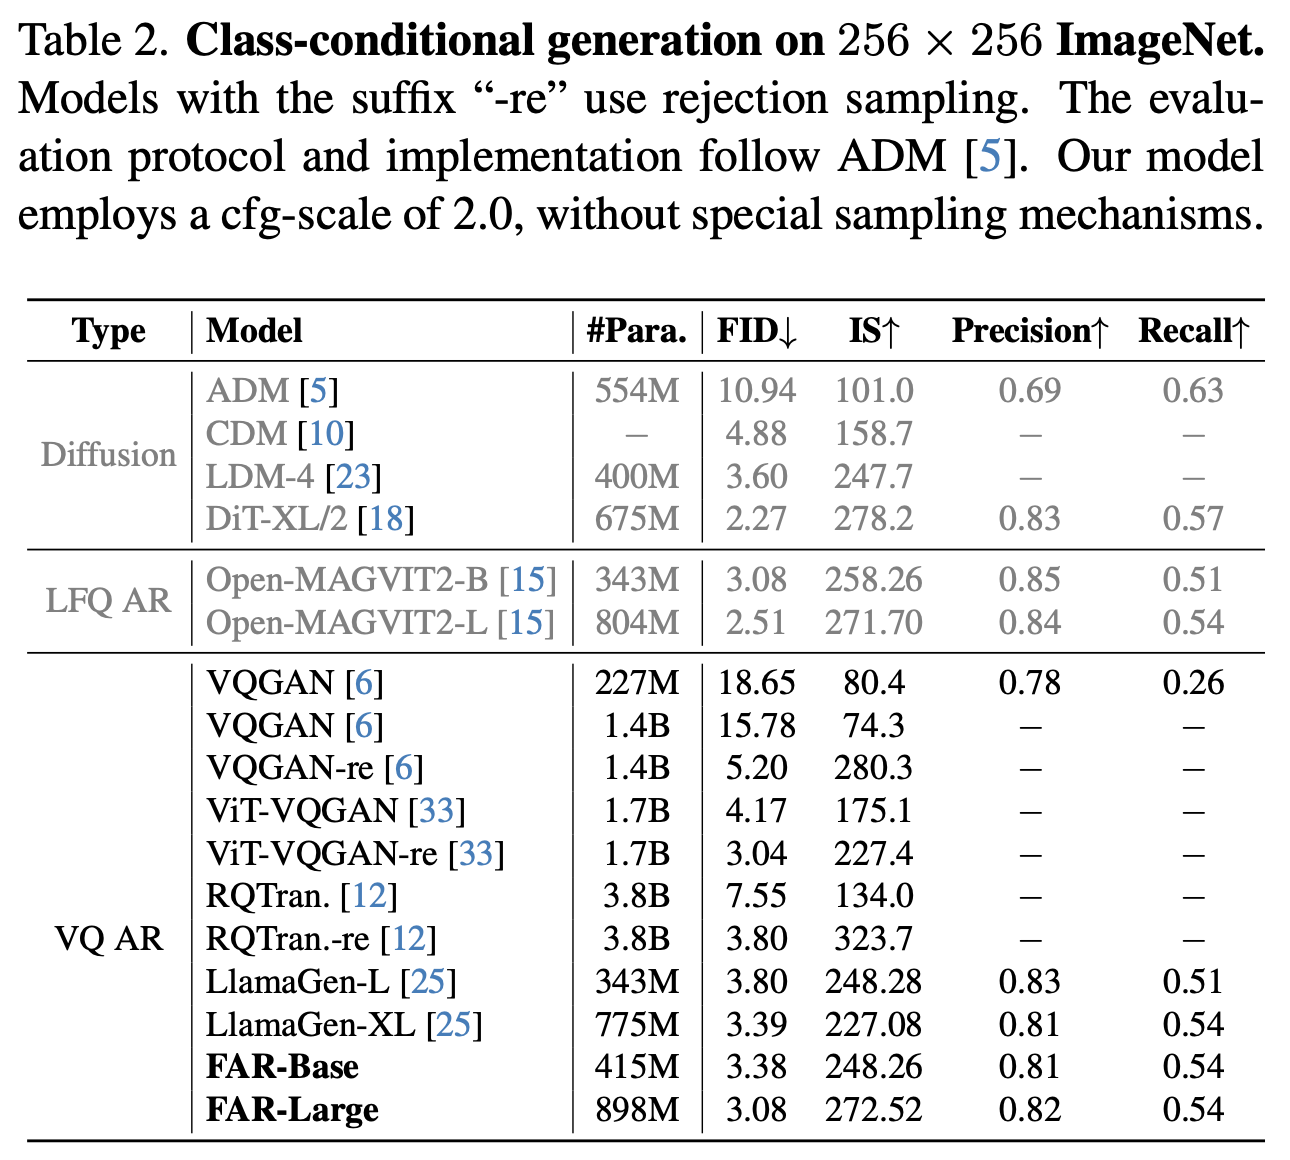 Table 2. Class-conditional generation on 256 × 256 ImageNet.
Models with the suffix “-re” use rejection sampling. The evalu-
ation protocol and implementation follow ADM [5]. Our model
employs a cfg-scale of 2.0, without special sampling mechanisms.
Type Model #Para. FID↓ IS↑ Precision↑ Recall↑
ADM [5] 554M 10.94 101.0 0.69 0.63
CDM [10] – 4.88 158.7 – –
Diffusion
LDM-4 [23] 400M 3.60 247.7 – –
DiT-XL/2 [18] 675M 2.27 278.2 0.83 0.57
Open-MAGVIT2-B [15] 343M 3.08 258.26 0.85 0.51
LFQ AR
Open-MAGVIT2-L [15] 804M 2.51 271.70 0.84 0.54
VQGAN [6] 227M 18.65 80.4 0.78 0.26
VQGAN [6] 1.4B 15.78 74.3 – –
VQGAN-re [6] 1.4B 5.20 280.3 – –
ViT-VQGAN [33] 1.7B 4.17 175.1 – –
ViT-VQGAN-re [33] 1.7B 3.04 227.4 – –
RQTran. [12] 3.8B 7.55 134.0 – –
VQ AR RQTran.-re [12] 3.8B 3.80 323.7 – –
LlamaGen-L [25] 343M 3.80 248.28 0.83 0.51
LlamaGen-XL [25] 775M 3.39 227.08 0.81 0.54
FAR-Base 415M 3.38 248.26 0.81 0.54
FAR-Large 898M 3.08 272.52 0.82 0.54